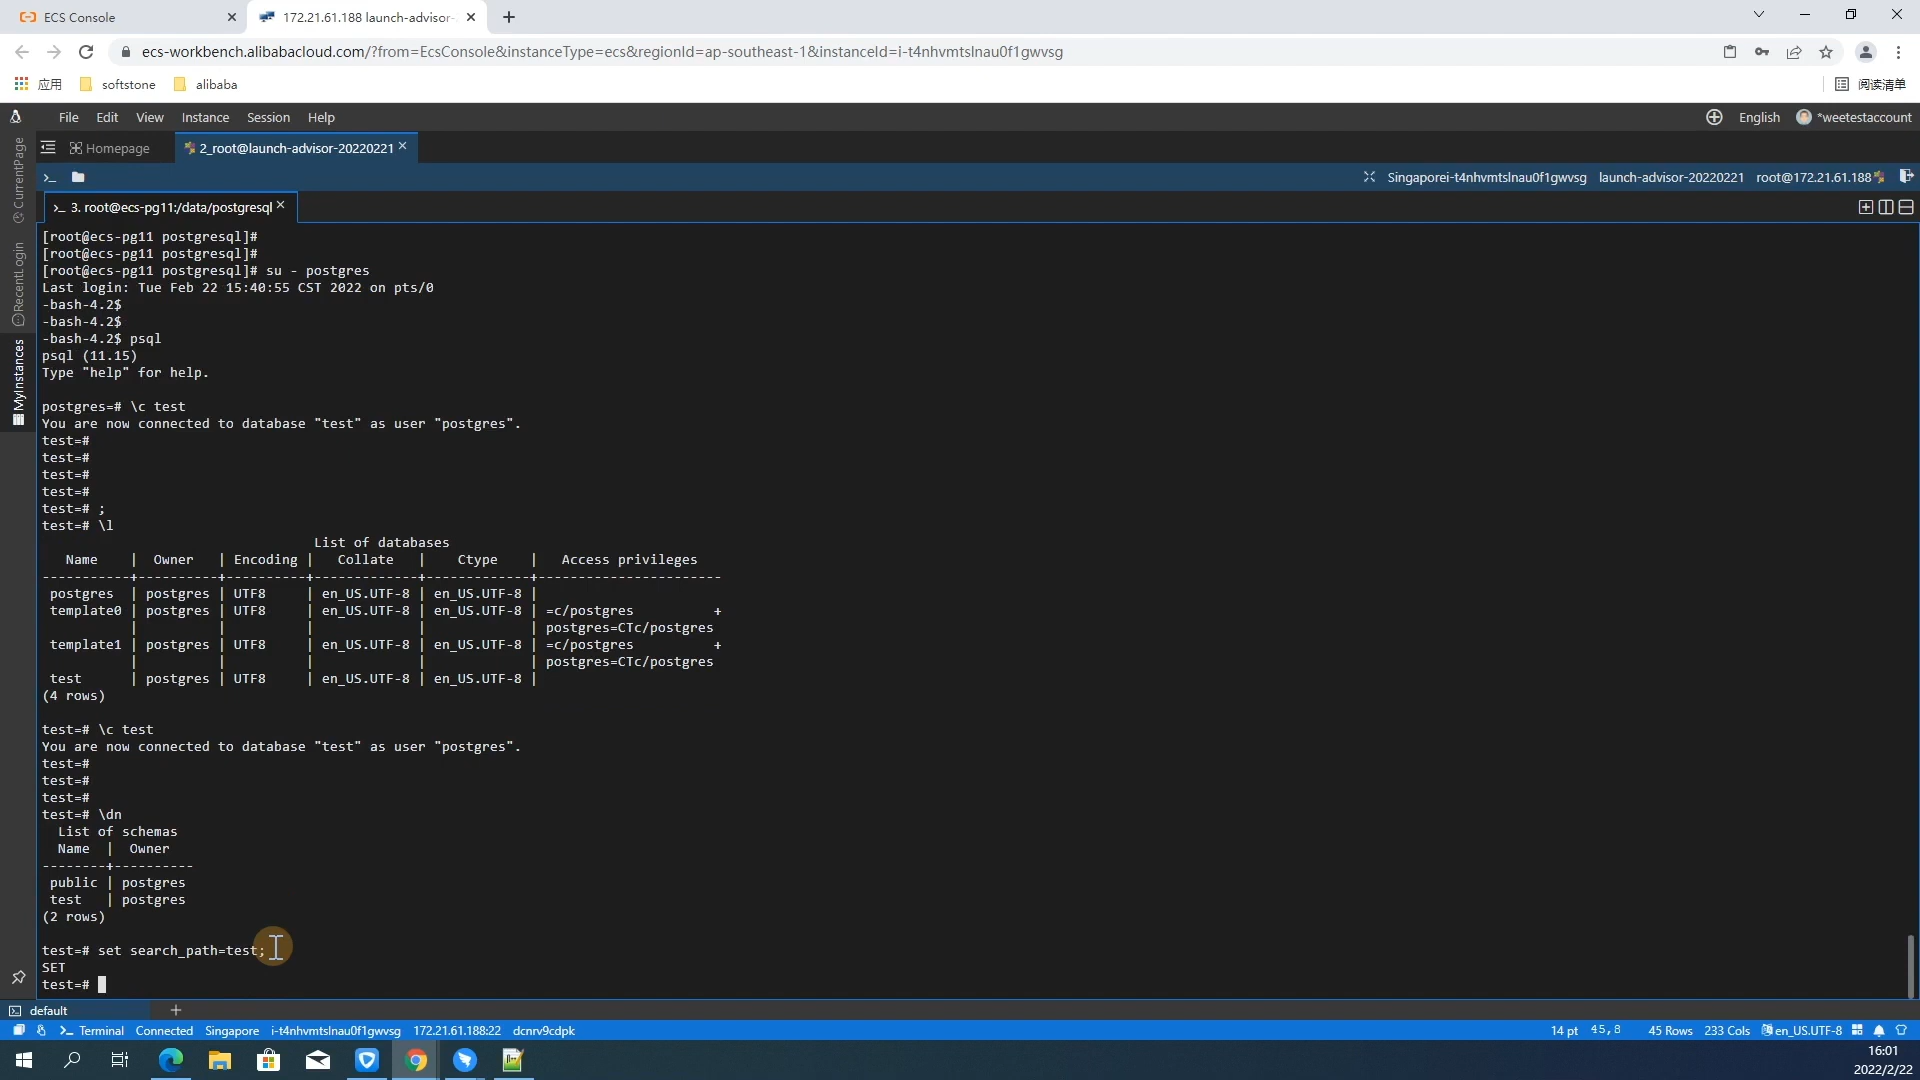 ECS Console
172.21.61.188 launch-advisor-
ecs-workbench.alibabacloud.com/?from=EcsConsole&instanceType=ecs&regionId=ap-southeast-1&instanceId=i-t4nhvmtslnau0f1gwvsg
应用 softstone alibaba 阅读清单
File Edit View Instance Session Help English *weetestaccount
Homepage 2_root@launch-advisor-20220221
Singaporei-t4nhvmtslnau0f1gwvsg launch-advisor-20220221 root@172.21.61.188
CurrentPage
RecentLogin
MyInstances
>_ 3. root@ecs-pg11:/data/postgresql
[root@ecs-pg11 postgresql]#
[root@ecs-pg11 postgresql]#
[root@ecs-pg11 postgresql]# su - postgres
Last login: Tue Feb 22 15:40:55 CST 2022 on pts/0
-bash-4.2$
-bash-4.2$
-bash-4.2$ psql
psql (11.15)
Type "help" for help.
postgres=# \c test
You are now connected to database "test" as user "postgres".
test=#
test=#
test=#
test=#
test=# ;
test=# \l
List of databases
Name | Owner | Encoding | Collate | Ctype | Access privileges
-----------+----------+----------+-------------+-------------+-----------------------
postgres | postgres | UTF8 | en_US.UTF-8 | en_US.UTF-8 |
template0 | postgres | UTF8 | en_US.UTF-8 | en_US.UTF-8 | =c/postgres +
| | | | | postgres=CTc/postgres
template1 | postgres | UTF8 | en_US.UTF-8 | en_US.UTF-8 | =c/postgres +
| | | | | postgres=CTc/postgres
test | postgres | UTF8 | en_US.UTF-8 | en_US.UTF-8 |
(4 rows)
test=# \c test
You are now connected to database "test" as user "postgres".
test=#
test=#
test=#
test=# \dn
List of schemas
Name | Owner
--------+----------
public | postgres
test | postgres
(2 rows)
test=# set search_path=test;
SET
test=#
default
>_ Terminal Connected Singapore i-t4nhvmtslnau0f1gwvsg 172.21.61.188:22 dcnrv9cdpk 14 pt 45,8 45 Rows 233 Cols en_US.UTF-8
16:01
2022/2/22